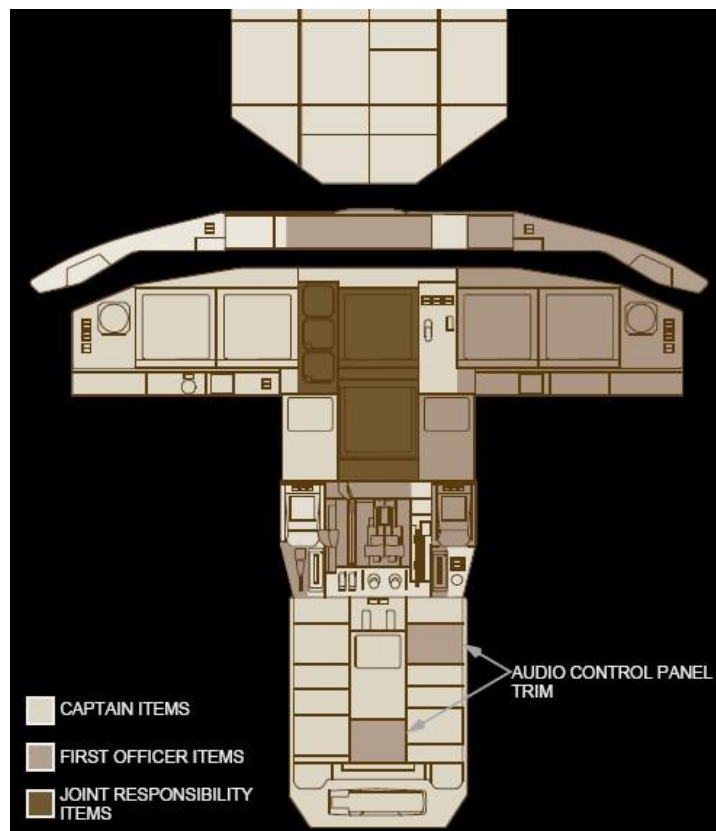 AUDIO CONTROL PANEL
TRIM
CAPTAIN ITEMS
FIRST OFFICER ITEMS
JOINT RESPONSIBILITY
ITEMS